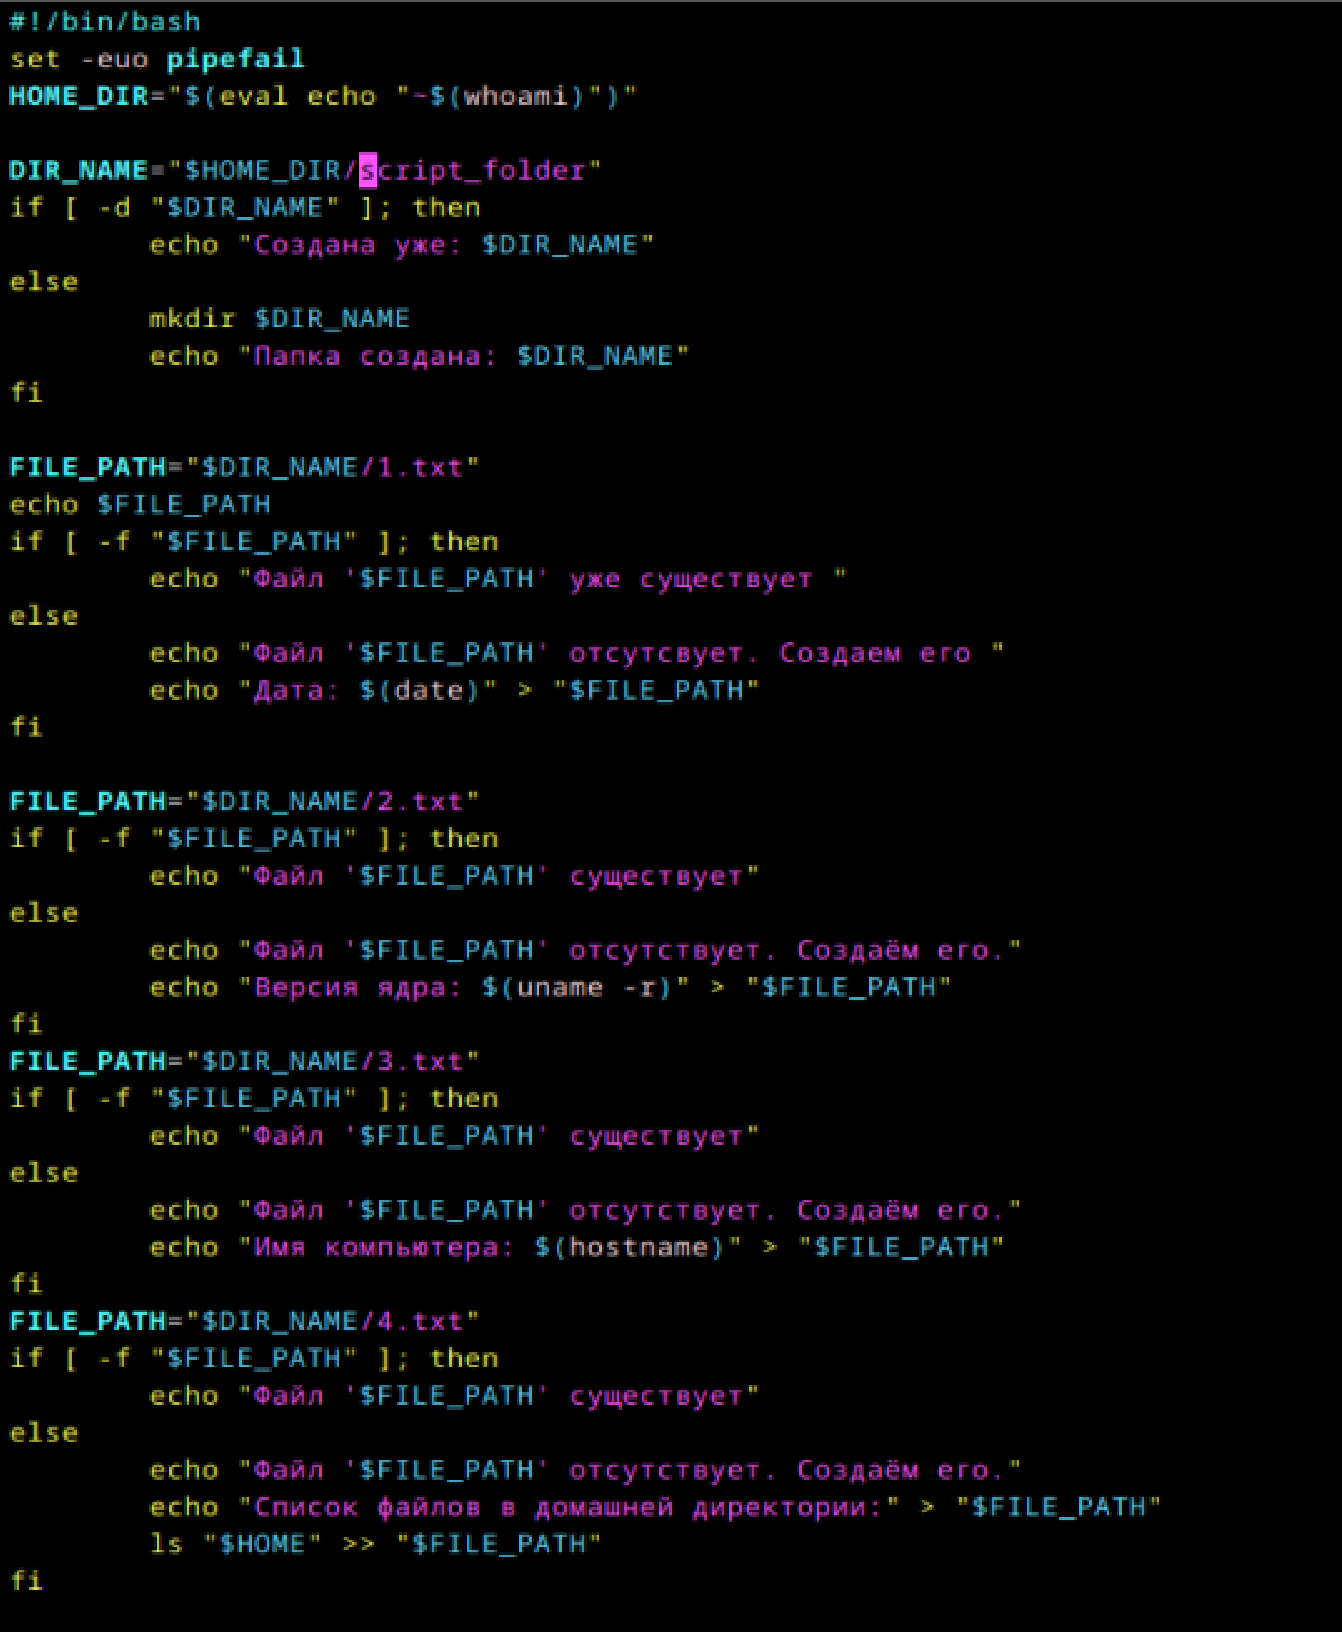 #!/bin/bash
set -euo pipefail
HOME_DIR="$(eval echo "~$(whoami)")"

DIR_NAME="$HOME_DIR/script_folder"
if [ -d "$DIR_NAME" ]; then
        echo "Создана уже: $DIR_NAME"
else
        mkdir $DIR_NAME
        echo "Папка создана: $DIR_NAME"
fi

FILE_PATH="$DIR_NAME/1.txt"
echo $FILE_PATH
if [ -f "$FILE_PATH" ]; then
        echo "Файл '$FILE_PATH' уже существует "
else
        echo "Файл '$FILE_PATH' отсутсвует. Создаем его "
        echo "Дата: $(date)" > "$FILE_PATH"
fi

FILE_PATH="$DIR_NAME/2.txt"
if [ -f "$FILE_PATH" ]; then
        echo "Файл '$FILE_PATH' существует"
else
        echo "Файл '$FILE_PATH' отсутствует. Создаём его."
        echo "Версия ядра: $(uname -r)" > "$FILE_PATH"
fi
FILE_PATH="$DIR_NAME/3.txt"
if [ -f "$FILE_PATH" ]; then
        echo "Файл '$FILE_PATH' существует"
else
        echo "Файл '$FILE_PATH' отсутствует. Создаём его."
        echo "Имя компьютера: $(hostname)" > "$FILE_PATH"
fi
FILE_PATH="$DIR_NAME/4.txt"
if [ -f "$FILE_PATH" ]; then
        echo "Файл '$FILE_PATH' существует"
else
        echo "Файл '$FILE_PATH' отсутствует. Создаём его."
        echo "Список файлов в домашней директории:" > "$FILE_PATH"
        ls "$HOME" >> "$FILE_PATH"
fi